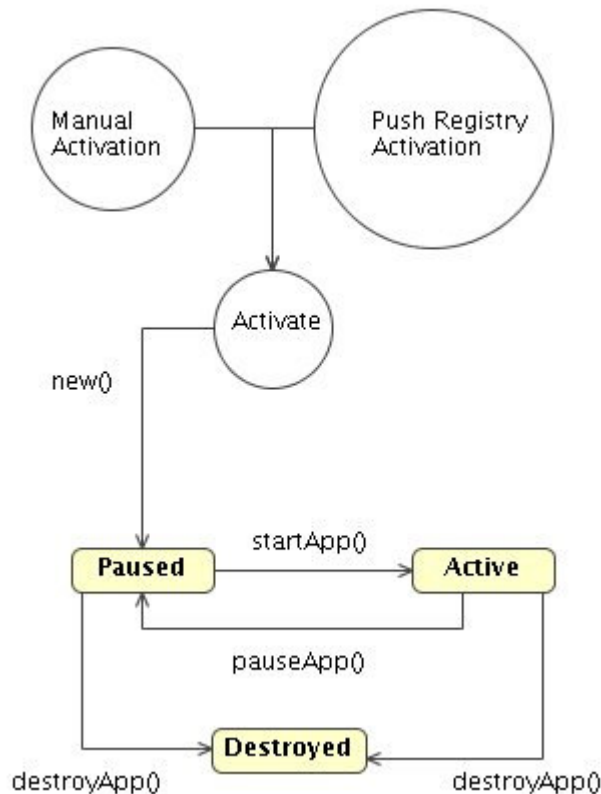 Manual
Activation
Push Registry
Activation
Activate
new()
startApp()
Paused
Active
pauseApp()
Destroyed
destroyApp()
destroyApp()